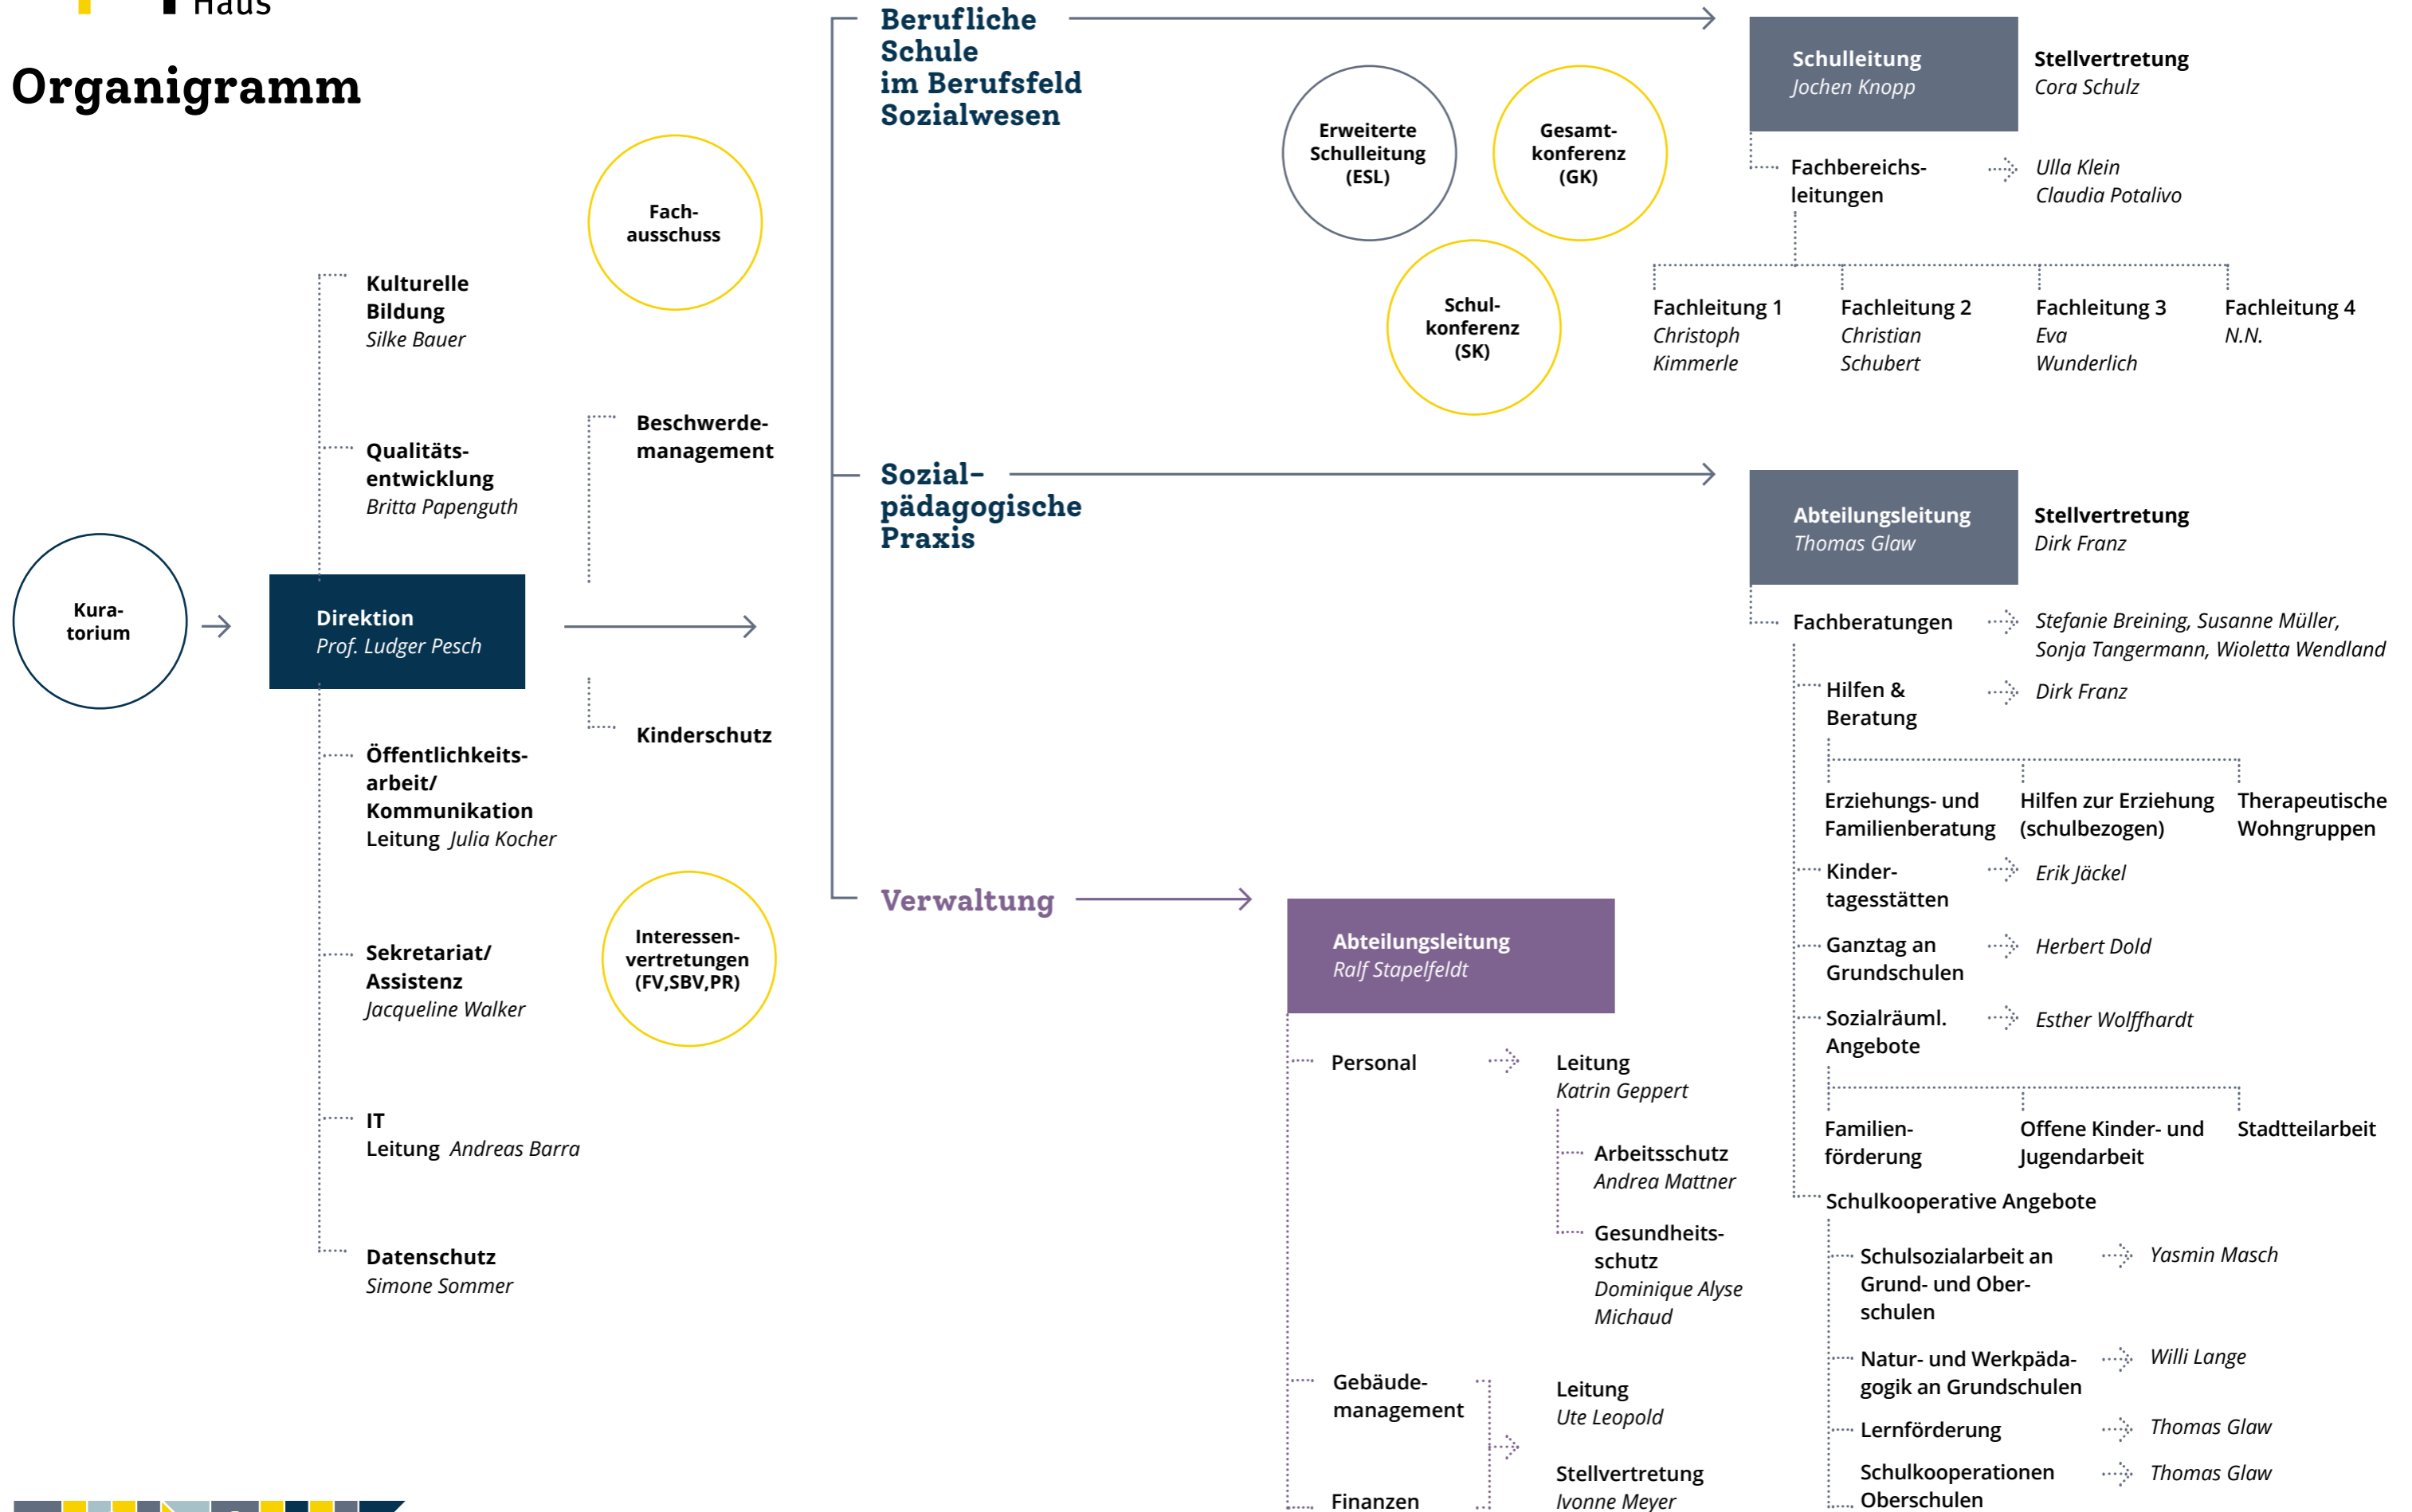 Haus
Organigramm
Kura-
torium
Direktion
Prof. Ludger Pesch
Kulturelle
Bildung
Silke Bauer
Qualitäts-
entwicklung
Britta Papenguth
Öffentlichkeits-
arbeit/
Kommunikation
Leitung Julia Kocher
Sekretariat/
Assistenz
Jacqueline Walker
IT
Leitung Andreas Barra
Datenschutz
Simone Sommer
Fach-
ausschuss
Beschwerde-
management
Kinderschutz
Interessen-
vertretungen
(FV,SBV,PR)
Berufliche
Schule
im Berufsfeld
Sozialwesen
Erweiterte
Schulleitung
(ESL)
Gesamt-
konferenz
(GK)
Schul-
konferenz
(SK)
Schulleitung
Jochen Knopp
Stellvertretung
Cora Schulz
Fachbereichs-
leitungen
Ulla Klein
Claudia Potalivo
Fachleitung 1
Christoph
Kimmerle
Fachleitung 2
Christian
Schubert
Fachleitung 3
Eva
Wunderlich
Fachleitung 4
N.N.
Sozial-
pädagogische
Praxis
Abteilungsleitung
Thomas Glaw
Stellvertretung
Dirk Franz
Fachberatungen
Stefanie Breining, Susanne Müller,
Sonja Tangermann, Wioletta Wendland
Hilfen &
Beratung
Dirk Franz
Erziehungs- und
Familienberatung
Hilfen zur Erziehung
(schulbezogen)
Therapeutische
Wohngruppen
Kinder-
tagesstätten
Erik Jäckel
Ganztag an
Grundschulen
Herbert Dold
Sozialräuml.
Angebote
Esther Wolffhardt
Familien-
förderung
Offene Kinder- und
Jugendarbeit
Stadtteilarbeit
Schulkooperative Angebote
Schulsozialarbeit an
Grund- und Ober-
schulen
Yasmin Masch
Natur- und Werkpäda-
gogik an Grundschulen
Willi Lange
Lernförderung
Thomas Glaw
Schulkooperationen
Oberschulen
Thomas Glaw
Verwaltung
Abteilungsleitung
Ralf Stapelfeldt
Personal
Leitung
Katrin Geppert
Arbeitsschutz
Andrea Mattner
Gesundheits-
schutz
Dominique Alyse
Michaud
Gebäude-
management
Finanzen
Leitung
Ute Leopold
Stellvertretung
Ivonne Meyer